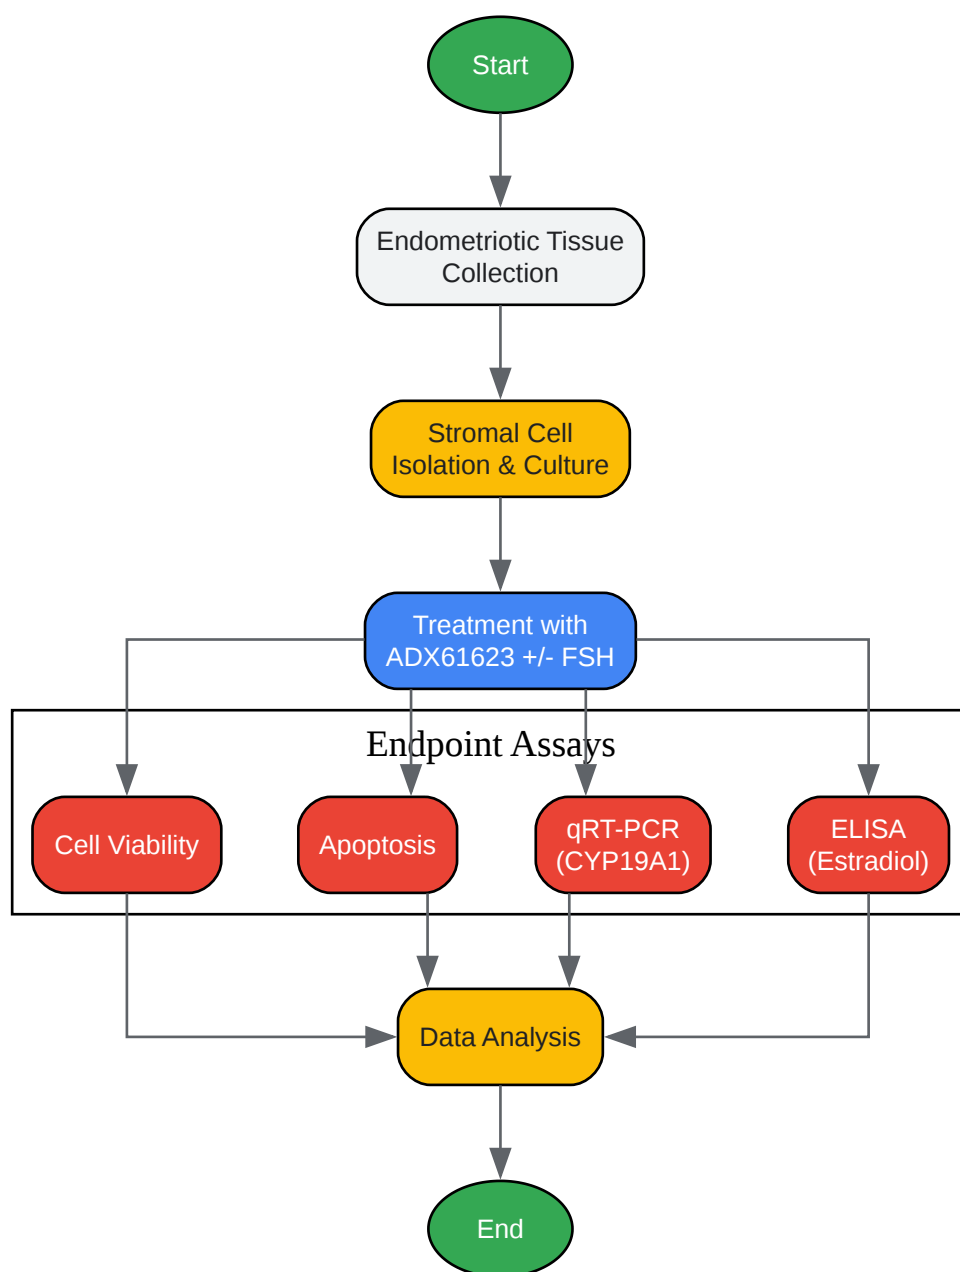 Start
Endometriotic Tissue
Collection
Stromal Cell
Isolation & Culture
Treatment with
ADX61623 +/- FSH
Endpoint Assays
Cell Viability
Apoptosis
qRT-PCR
(CYP19A1)
ELISA
(Estradiol)
Data Analysis
End